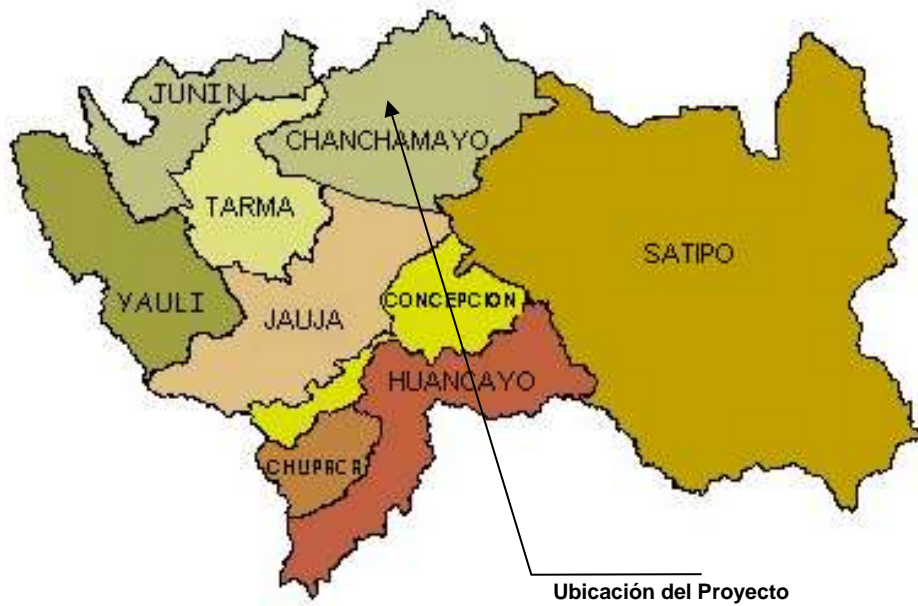 JUNIN
CHANCHAMAYO
TARMA
SATIPO
YAULI
CONCEPCION
JAUJA
HUANCAYO
CHUPACA
Ubicación del Proyecto